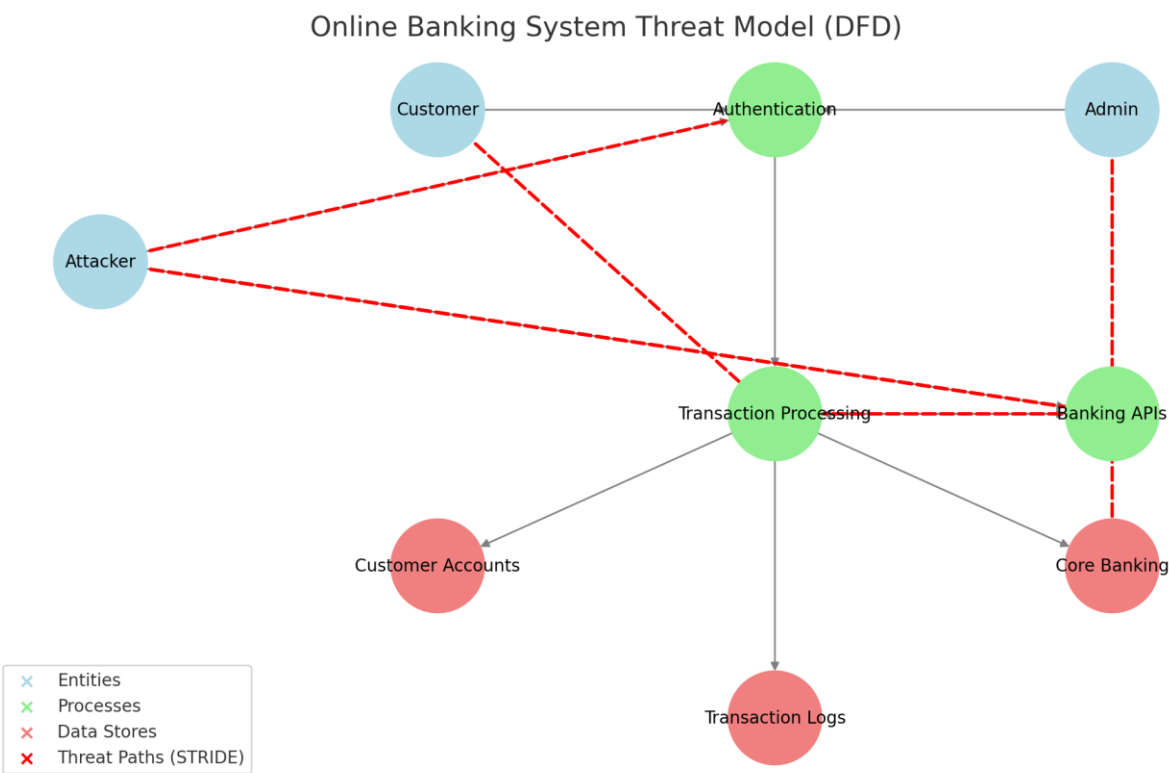 Online Banking System Threat Model (DFD)
Customer
Authentication
Admin
Attacker
Transaction Processing
Banking APIs
Customer Accounts
Core Banking
Transaction Logs
Entities
Processes
Data Stores
Threat Paths (STRIDE)